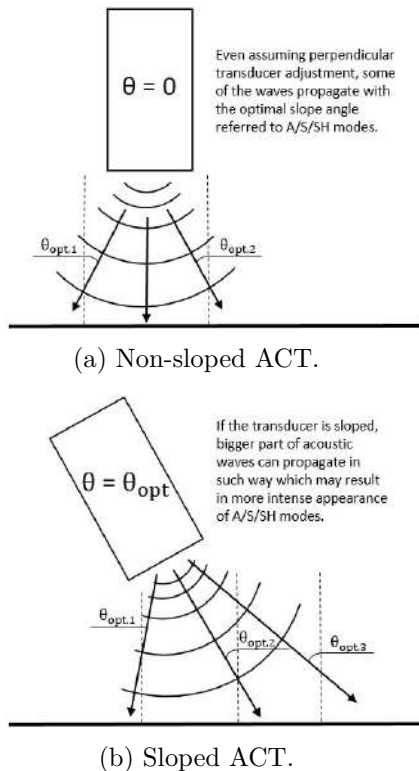 θ = 0
Even assuming perpendicular
transducer adjustment, some
of the waves propagate with
the optimal slope angle
referred to A/S/SH modes.
θopt.1
θopt.2
(a) Non-sloped ACT.
θ = θopt
If the transducer is sloped,
bigger part of acoustic
waves can propagate in
such way which may result
in more intense appearance
of A/S/SH modes.
θopt.1
θopt.2
θopt.3
(b) Sloped ACT.